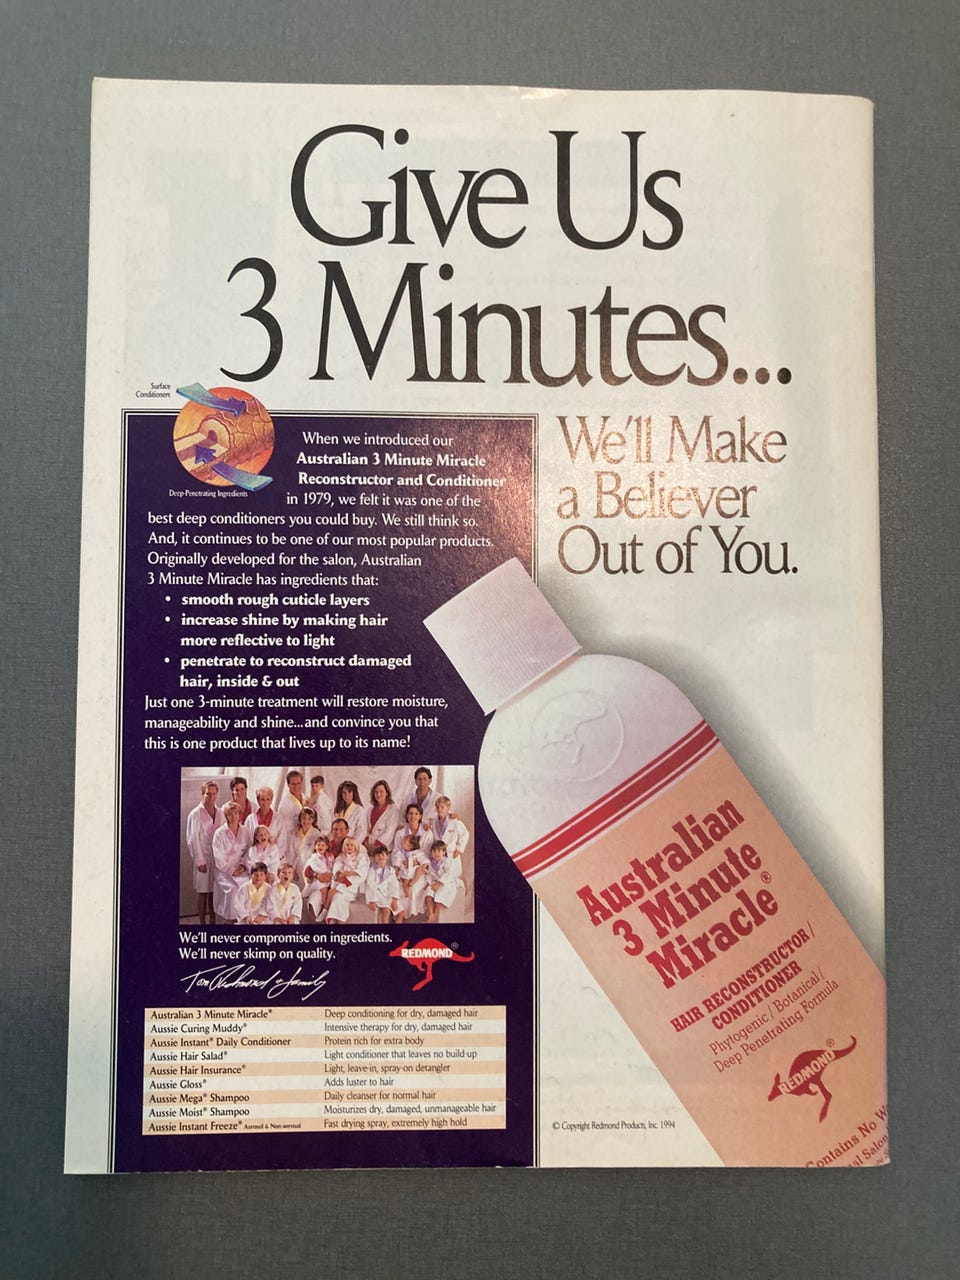 Give Us
3 Minutes...
We'll Make
a Believer
Out of You.
Surface
Conditioners
Deep-Penetrating Ingredients
When we introduced our
Australian 3 Minute Miracle
Reconstructor and Conditioner
in 1979, we felt it was one of the
best deep conditioners you could buy. We still think so.
And, it continues to be one of our most popular products.
Originally developed for the salon, Australian
3 Minute Miracle has ingredients that:
• smooth rough cuticle layers
• increase shine by making hair
more reflective to light
• penetrate to reconstruct damaged
hair, inside & out
Just one 3-minute treatment will restore moisture,
manageability and shine...and convince you that
this is one product that lives up to its name!
We'll never compromise on ingredients.
We'll never skimp on quality.
Tom Redmond & family
REDMOND®
Australian 3 Minute Miracle® Deep conditioning for dry, damaged hair
Aussie Curing Muddy® Intensive therapy for dry, damaged hair
Aussie Instant® Daily Conditioner Protein rich for extra body
Aussie Hair Salad® Light conditioner that leaves no build-up
Aussie Hair Insurance® Light, leave-in, spray-on detangler
Aussie Gloss® Adds luster to hair
Aussie Mega® Shampoo Daily cleanser for normal hair
Aussie Moist® Shampoo Moisturizes dry, damaged, unmanageable hair
Aussie Instant Freeze® Aerosol & Non-aerosol Fast drying spray, extremely high hold
Australian
3 Minute
Miracle®
HAIR RECONSTRUCTOR/
CONDITIONER
Phytogenic/Botanical/
Deep Penetrating Formula
REDMOND®
Contains No W
al Salon
© Copyright Redmond Products, Inc. 1994